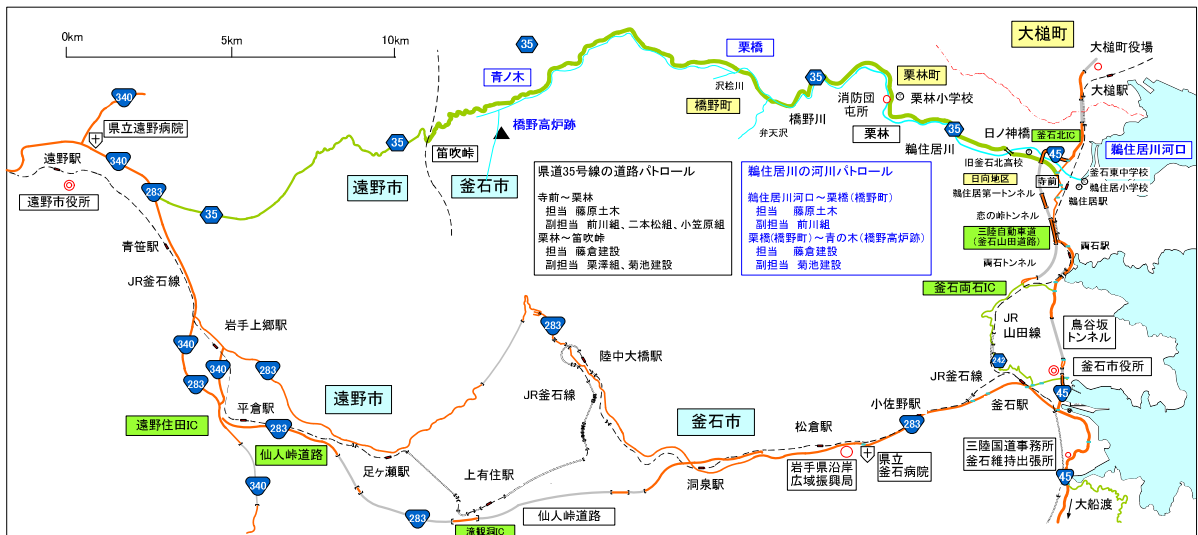 0km
5km
10km
35
340
県立遠野病院
340
遠野駅
遠野市役所
283
35
35
笛吹峠
遠野市
釜石市
青ノ木
橋野高炉跡
35
栗橋
沢桧川
橋野町
弁天沢
橋野川
35
消防団
屯所
栗林町
栗林小学校
栗林
35
鵜住居川
日ノ神橋
旧釜石北高校
大槌町
大槌町役場
大槌駅
釜石北IC
45
鵜住居川河口
日向地区
寺前
釜石東中学校
鵜住居小学校
鵜住居駅
鵜住居第一トンネル
恋の峠トンネル
三陸自動車道
(釜石山田道路)
両石駅
両石トンネル
釜石両石IC
県道35号線の道路パトロール
寺前～栗林
担当 藤原土木
副担当 前川組、二本松組、小笠原組
栗林～笛吹峠
担当 藤倉建設
副担当 栗澤組、菊池建設
鵜住居川の河川パトロール
鵜住居川河口～栗橋(橋野町)
担当 藤原土木
副担当 前川組
栗橋(橋野町)～青の木(橋野高炉跡)
担当 藤倉建設
副担当 菊池建設
青笹駅
JR釜石線
岩手上郷駅
340
340
283
283
平倉駅
遠野市
遠野住田IC
283
仙人峠道路
足ケ瀬駅
340
上有住駅
283
滝観洞IC
仙人峠道路
283
陸中大橋駅
JR釜石線
釜石市
洞泉駅
松倉駅
岩手県沿岸
広域振興局
県立
釜石病院
小佐野駅
283
JR釜石線
JR
山田線
242
釜石駅
鳥谷坂
トンネル
釜石市役所
45
三陸国道事務所
釜石維持出張所
45
大船渡